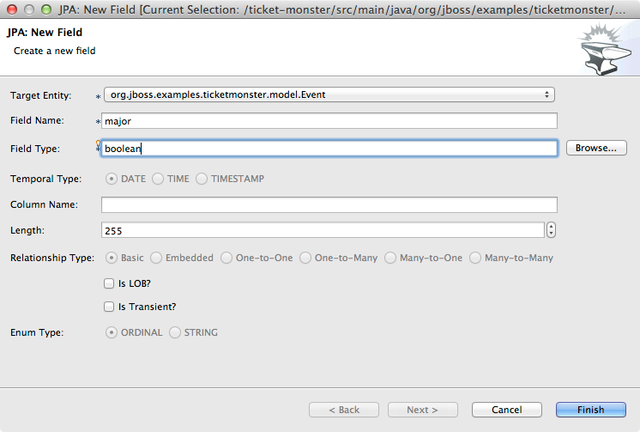 JPA: New Field [Current Selection: /ticket-monster/src/main/java/org/jboss/examples/ticketmonster/...
JPA: New Field
Create a new field
Target Entity: * org.jboss.examples.ticketmonster.model.Event
Field Name: * major
Field Type: * boolean Browse...
Temporal Type: DATE TIME TIMESTAMP
Column Name:
Length: 255
Relationship Type: Basic Embedded One-to-One One-to-Many Many-to-One Many-to-Many
Is LOB?
Is Transient?
Enum Type: ORDINAL STRING
< Back Next > Cancel Finish